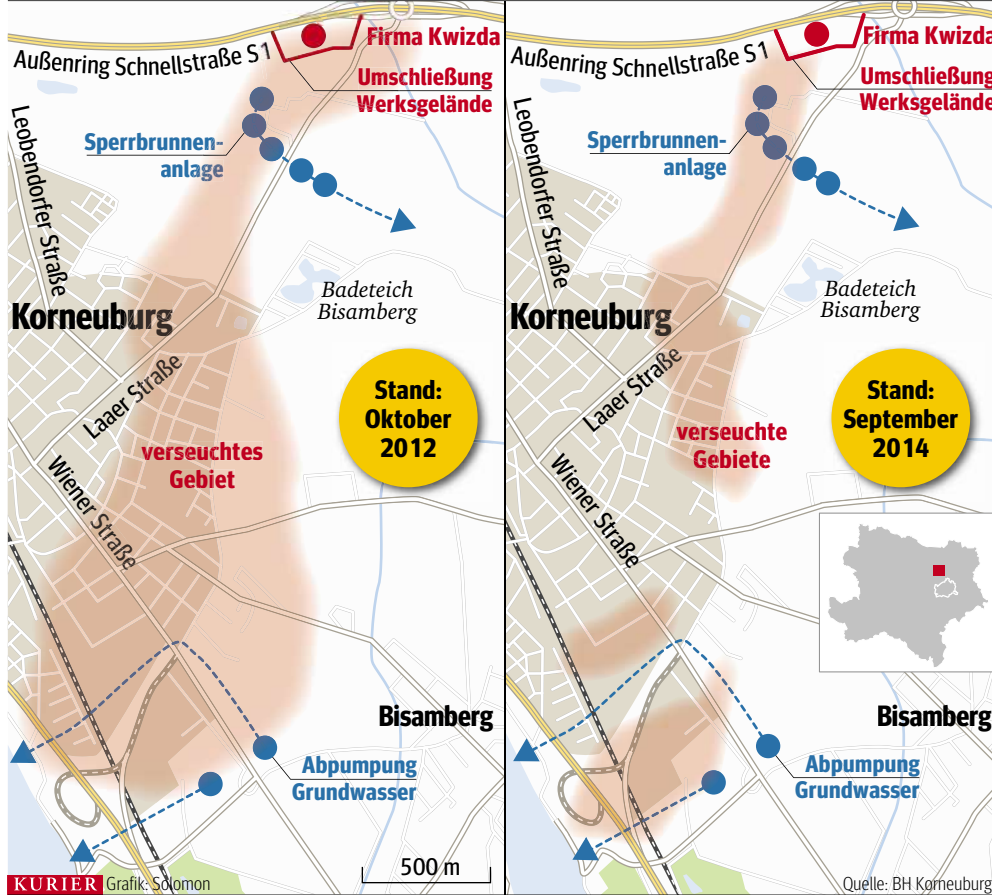 Firma Kwizda
Außenring Schnellstraße S1
Umschließung
Werksgelände
Leobendorfer Straße
Sperrbrunnen-
anlage
Badeteich
Bisamberg
Korneuburg
Laaer Straße
Stand:
Oktober
2012
verseuchtes
Gebiet
Wiener Straße
Bisamberg
Abpumpung
Grundwasser
500 m
KURIER Grafik: Solomon
Firma Kwizda
Außenring Schnellstraße S1
Umschließung
Werksgelände
Leobendorfer Straße
Sperrbrunnen-
anlage
Badeteich
Bisamberg
Korneuburg
Laaer Straße
Stand:
September
2014
verseuchte
Gebiete
Wiener Straße
Bisamberg
Abpumpung
Grundwasser
Quelle: BH Korneuburg